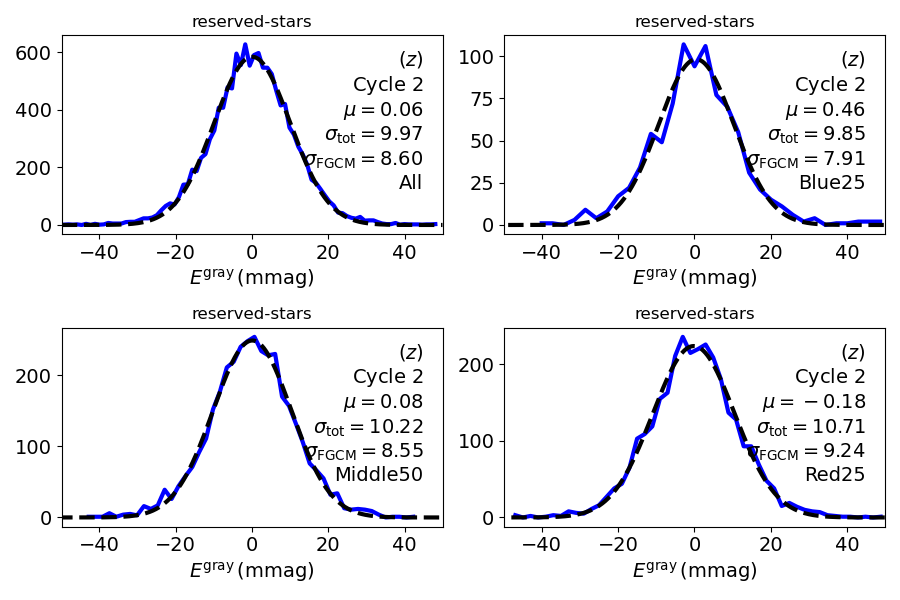 reserved-stars
600
400
200
0
(z)
Cycle 2
μ = 0.06
σtot = 9.97
σFGCM = 8.60
All
−40 −20 0 20 40
E^gray (mmag)
reserved-stars
100
75
50
25
0
(z)
Cycle 2
μ = 0.46
σtot = 9.85
σFGCM = 7.91
Blue25
−40 −20 0 20 40
E^gray (mmag)
reserved-stars
200
100
0
(z)
Cycle 2
μ = 0.08
σtot = 10.22
σFGCM = 8.55
Middle50
−40 −20 0 20 40
E^gray (mmag)
reserved-stars
200
100
0
(z)
Cycle 2
μ = −0.18
σtot = 10.71
σFGCM = 9.24
Red25
−40 −20 0 20 40
E^gray (mmag)